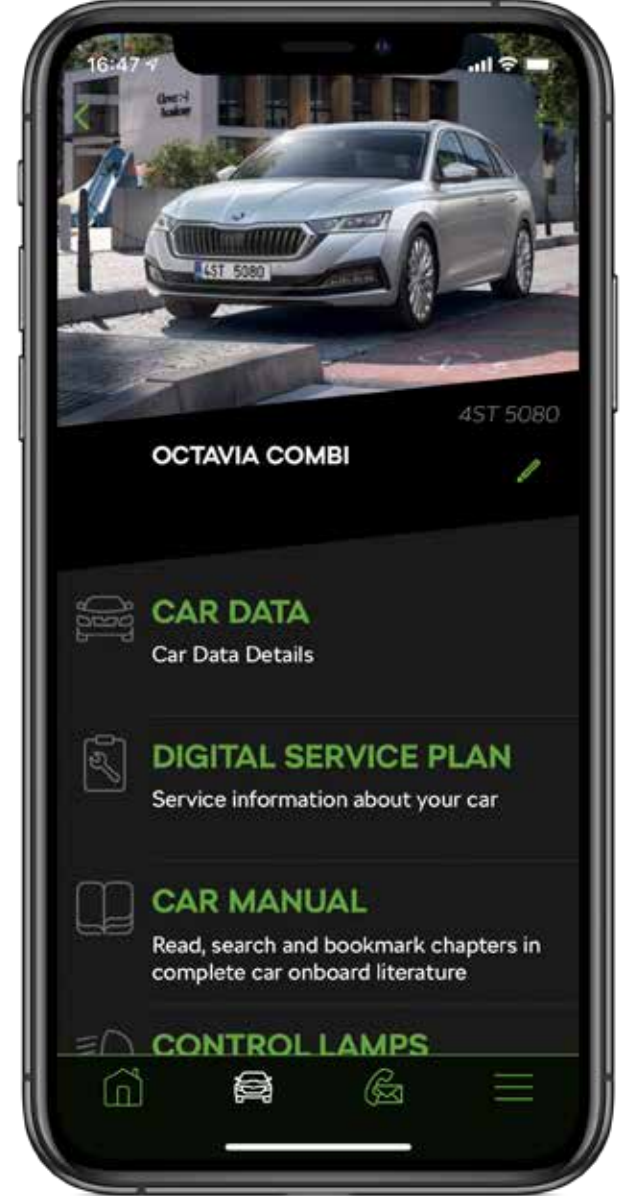 16:47
4ST 5080
4ST 5080
OCTAVIA COMBI
CAR DATA
Car Data Details
DIGITAL SERVICE PLAN
Service information about your car
CAR MANUAL
Read, search and bookmark chapters in
complete car onboard literature
CONTROL LAMPS